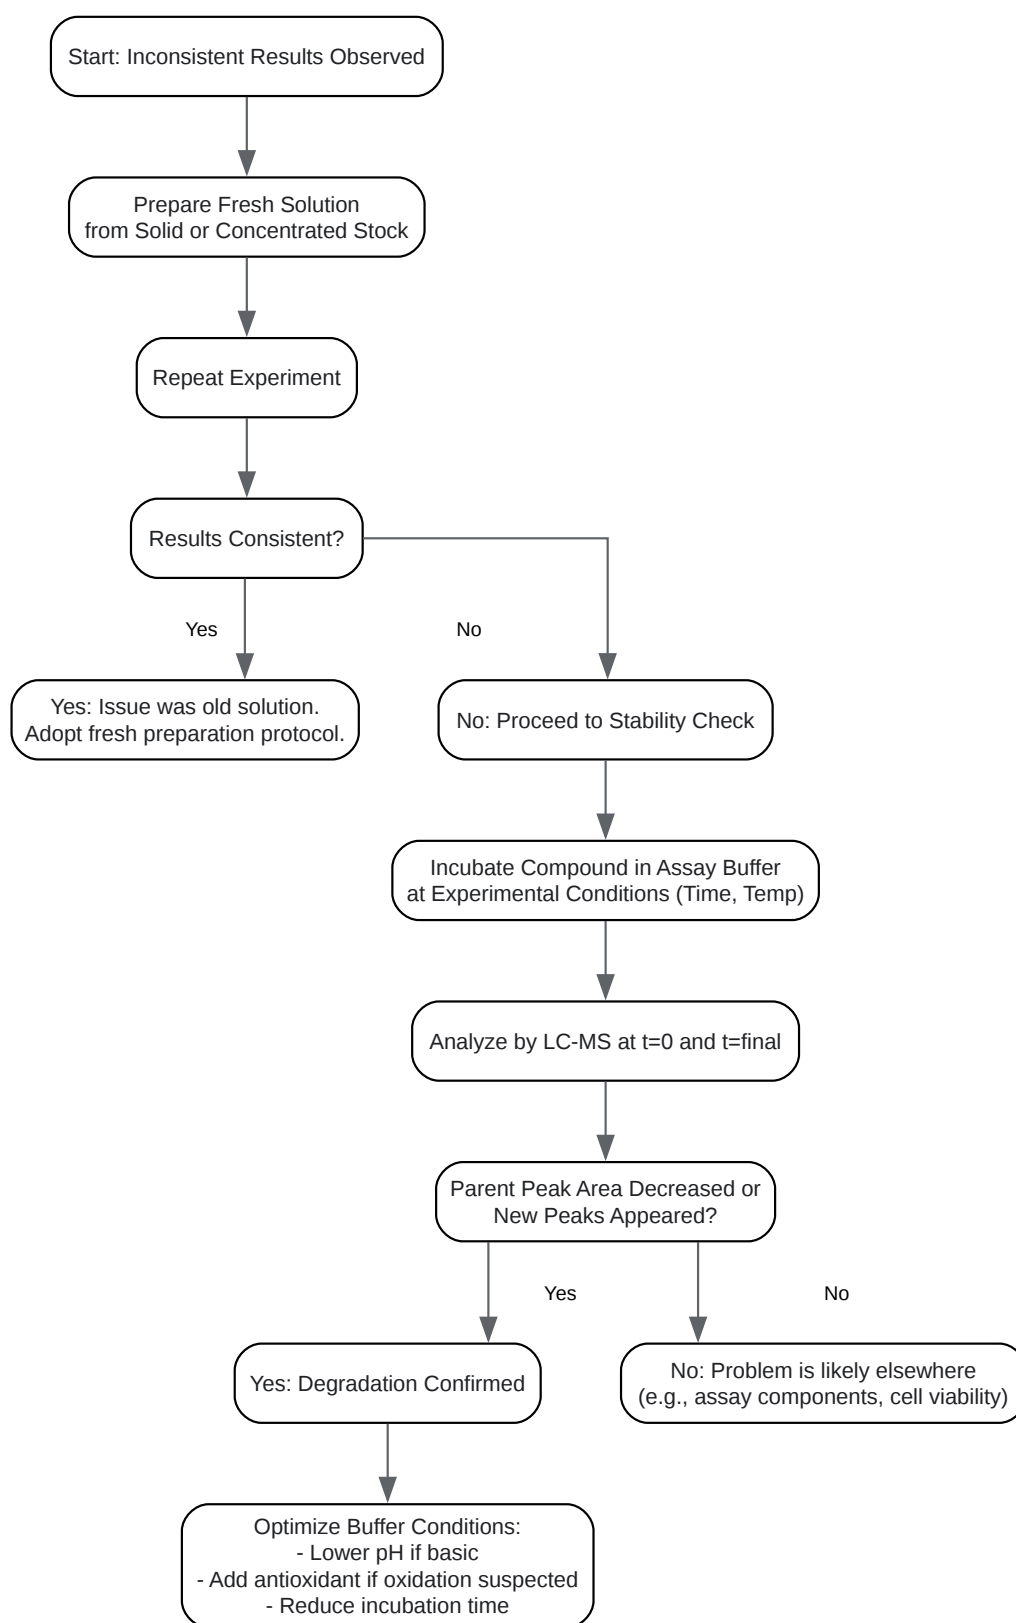 Start: Inconsistent Results Observed
Prepare Fresh Solution
from Solid or Concentrated Stock
Repeat Experiment
Results Consistent?
Yes
No
Yes: Issue was old solution.
Adopt fresh preparation protocol.
No: Proceed to Stability Check
Incubate Compound in Assay Buffer
at Experimental Conditions (Time, Temp)
Analyze by LC-MS at t=0 and t=final
Parent Peak Area Decreased or
New Peaks Appeared?
Yes
No
Yes: Degradation Confirmed
No: Problem is likely elsewhere
(e.g., assay components, cell viability)
Optimize Buffer Conditions:
- Lower pH if basic
- Add antioxidant if oxidation suspected
- Reduce incubation time